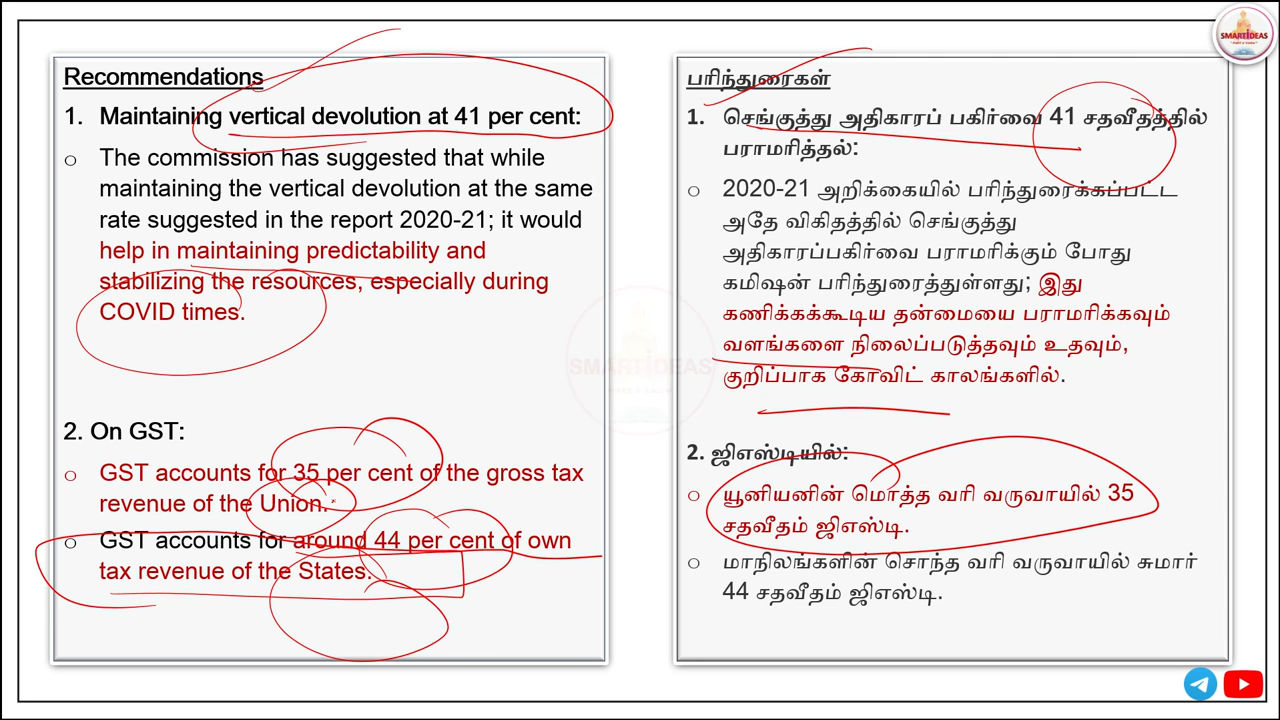 SMARTIDEAS
Recommendations
1. Maintaining vertical devolution at 41 per cent:
o The commission has suggested that while
maintaining the vertical devolution at the same
rate suggested in the report 2020-21; it would
help in maintaining predictability and
stabilizing the resources, especially during
COVID times.
2. On GST:
o GST accounts for 35 per cent of the gross tax
revenue of the Union.
o GST accounts for around 44 per cent of own
tax revenue of the States.
பரிந்துரைகள்
1. செங்குத்து அதிகாரப் பகிர்வை 41 சதவீதத்தில்
பராமரித்தல்:
o 2020-21 அறிக்கையில் பரிந்துரைக்கப்பட்ட
அதே விகிதத்தில் செங்குத்து
அதிகாரப்பகிர்வை பராமரிக்கும் போது
கமிஷன் பரிந்துரைத்துள்ளது; இது
கணிக்கக்கூடிய தன்மையை பராமரிக்கவும்
வளங்களை நிலைப்படுத்தவும் உதவும்,
குறிப்பாக கோவிட் காலங்களில்.
2. ஜிஎஸ்டியில்:
o யூனியனின் மொத்த வரி வருவாயில் 35
சதவீதம் ஜிஎஸ்டி.
o மாநிலங்களின் சொந்த வரி வருவாயில் சுமார்
44 சதவீதம் ஜிஎஸ்டி.
SMARTIDEAS